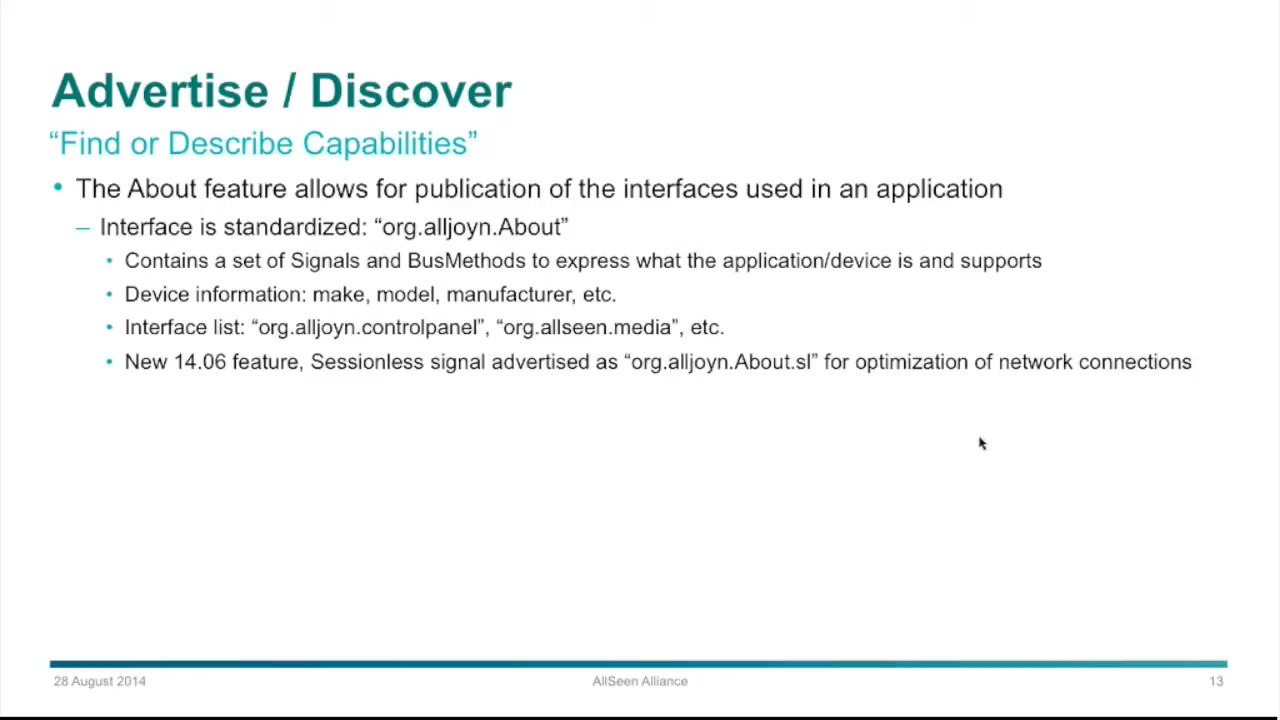 Advertise / Discover
“Find or Describe Capabilities”
• The About feature allows for publication of the interfaces used in an application
– Interface is standardized: “org.alljoyn.About”
• Contains a set of Signals and BusMethods to express what the application/device is and supports
• Device information: make, model, manufacturer, etc.
• Interface list: “org.alljoyn.controlpanel”, “org.allseen.media”, etc.
• New 14.06 feature, Sessionless signal advertised as “org.alljoyn.About.sl” for optimization of network connections
28 August 2014
AllSeen Alliance
13